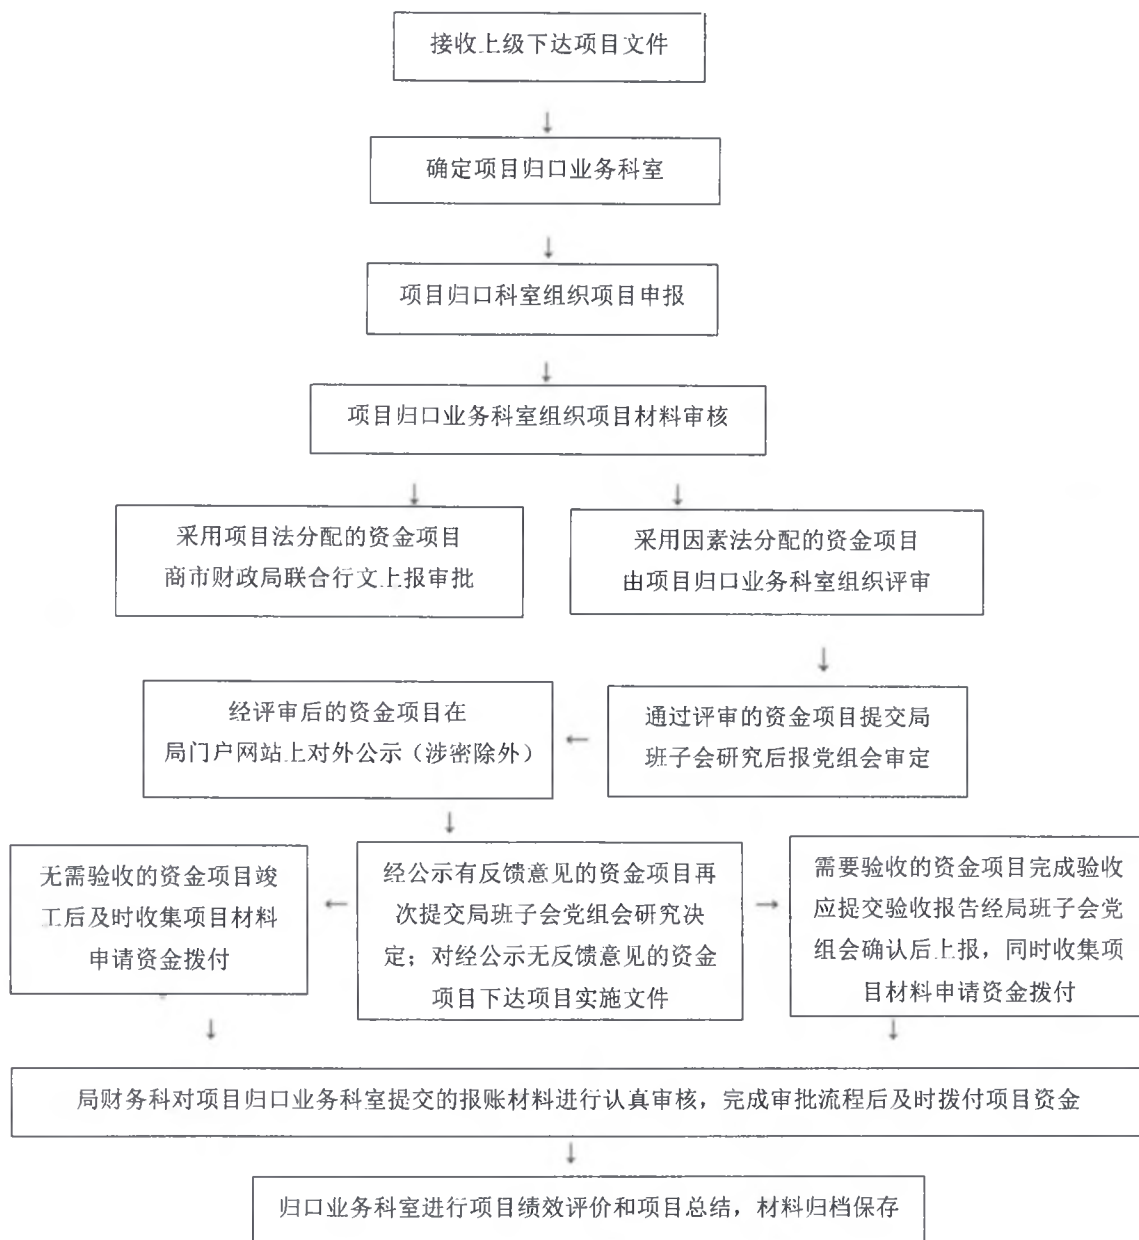 接收上级下达项目文件
↓
确定项目归口业务科室
↓
项目归口科室组织项目申报
↓
项目归口业务科室组织项目材料审核
↓
↓
采用项目法分配的资金项目
商市财政局联合行文上报审批
采用因素法分配的资金项目
由项目归口业务科室组织评审
↓
通过评审的资金项目提交局
班子会研究后报党组会审定
←
经评审后的资金项目在
局门户网站上对外公示（涉密除外）
↓
经公示有反馈意见的资金项目再
次提交局班子会党组会研究决
定；对经公示无反馈意见的资金
项目下达项目实施文件
←
无需验收的资金项目竣
工后及时收集项目材料
申请资金拨付
→
需要验收的资金项目完成验收
应提交验收报告经局班子会党
组会确认后上报，同时收集项
目材料申请资金拨付
↓
↓
局财务科对项目归口业务科室提交的报账材料进行认真审核，完成审批流程后及时拨付项目资金
↓
归口业务科室进行项目绩效评价和项目总结，材料归档保存